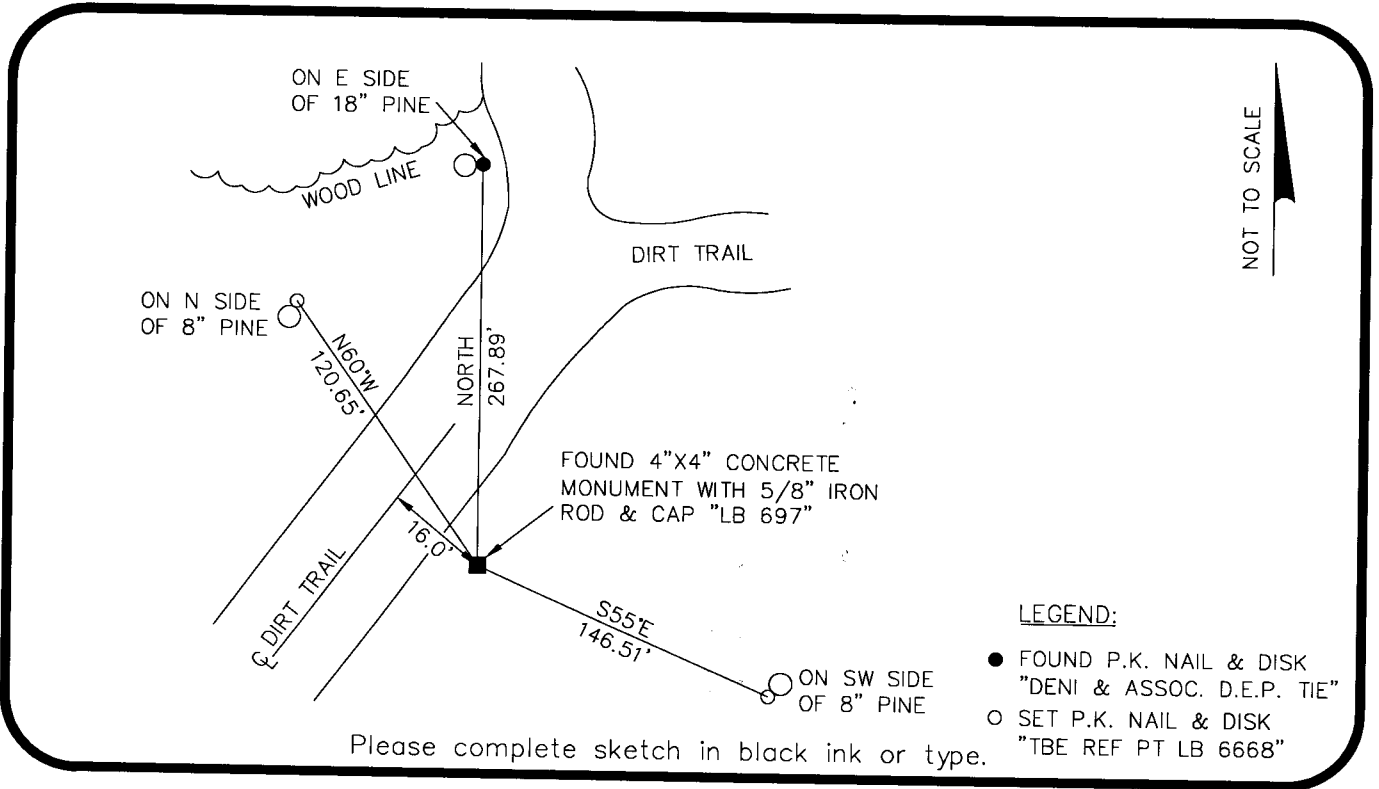 ON E SIDE
OF 18" PINE
WOOD LINE
NOT TO SCALE
DIRT TRAIL
ON N SIDE
OF 8" PINE
N60°W
120.65'
NORTH
267.89'
FOUND 4"X4" CONCRETE
MONUMENT WITH 5/8" IRON
ROD & CAP "LB 697"
16.0'
℄ DIRT TRAIL
S55°E
146.51'
ON SW SIDE
OF 8" PINE
LEGEND:
FOUND P.K. NAIL & DISK
"DENI & ASSOC. D.E.P. TIE"
SET P.K. NAIL & DISK
"TBE REF PT LB 6668"
Please complete sketch in black ink or type.